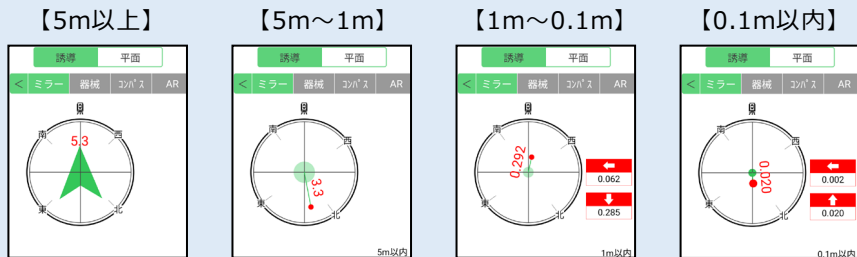 【5m以上】
誘導 平面
< ミラー 器械 コンパス AR
南 西
5.3
東 北
【5m～1m】
誘導 平面
< ミラー 器械 コンパス AR
南 西
3.3
東 北
5m以内
【1m～0.1m】
誘導 平面
< ミラー 器械 コンパス AR
南 西
0.292
0.062
東 北
0.285
1m以内
【0.1m以内】
誘導 平面
< ミラー 器械 コンパス AR
南 西
0.020
0.002
東 北
0.020
0.1m以内